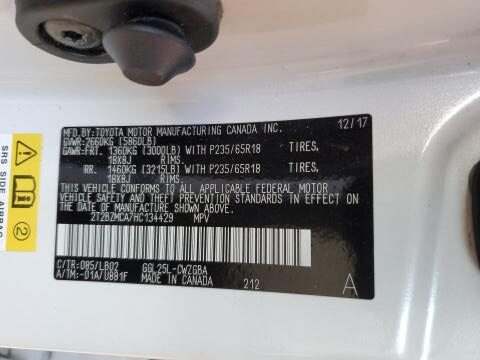 MFD.BY:TOYOTA MOTOR MANUFACTURING CANADA INC. 12/17
GVWR:2660KG (5860LB)
GAWR:FRT. 1360KG (3000LB)WITH P235/65R18 TIRES,
18X8J RIMS.
RR. 1460KG (3215LB)WITH P235/65R18 TIRES,
18X8J RIMS.
THIS VEHICLE CONFORMS TO ALL APPLICABLE FEDERAL MOTOR
VEHICLE SAFETY, BUMPER, AND THEFT PREVENTION STANDARDS
IN EFFECT ON THE DATE OF MANUFACTURE SHOWN ABOVE.
2T2BZMCA7HC134429 MPV
C/TR:085/LB02 GGL25L-CWZGBA
A/TM:-01A/U881F MADE IN CANADA 212 A
SRS SIDE AIRBAG
2